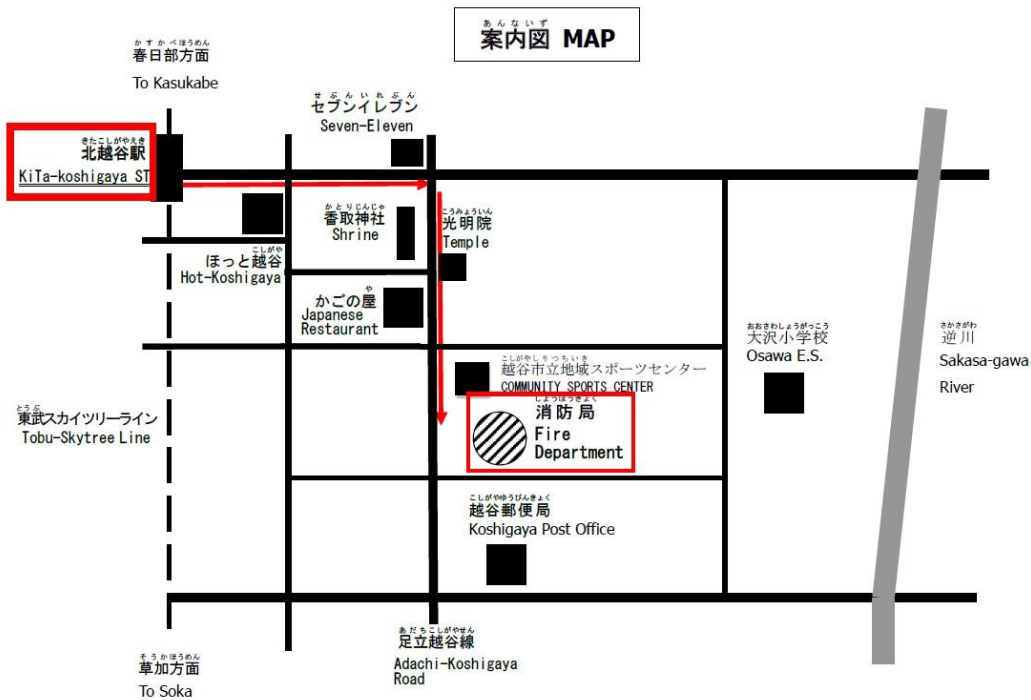 あんないず
案内図 MAP
かすかべほうめん
春日部方面
To Kasukabe
せぶんいれぶん
セブンイレブン
Seven-Eleven
きたこしがやえき
北越谷駅
KiTa-koshigaya ST
かとりじんじゃ
香取神社
Shrine
こうみょういん
光明院
Temple
こしがや
ほっと越谷
Hot-Koshigaya
や
かごの屋
Japanese
Restaurant
おおさわしょうがっこう
大沢小学校
Osawa E.S.
さかさがわ
逆川
Sakasa-gawa
River
こしがやしりつちいき
越谷市立地域スポーツセンター
COMMUNITY SPORTS CENTER
しょうぼうきょく
消防局
Fire
Department
とうぶ
東武スカイツリーライン
Tobu-Skytree Line
こしがやゆうびんきょく
越谷郵便局
Koshigaya Post Office
あだちこしがやせん
足立越谷線
Adachi-Koshigaya
Road
そうかほうめん
草加方面
To Soka